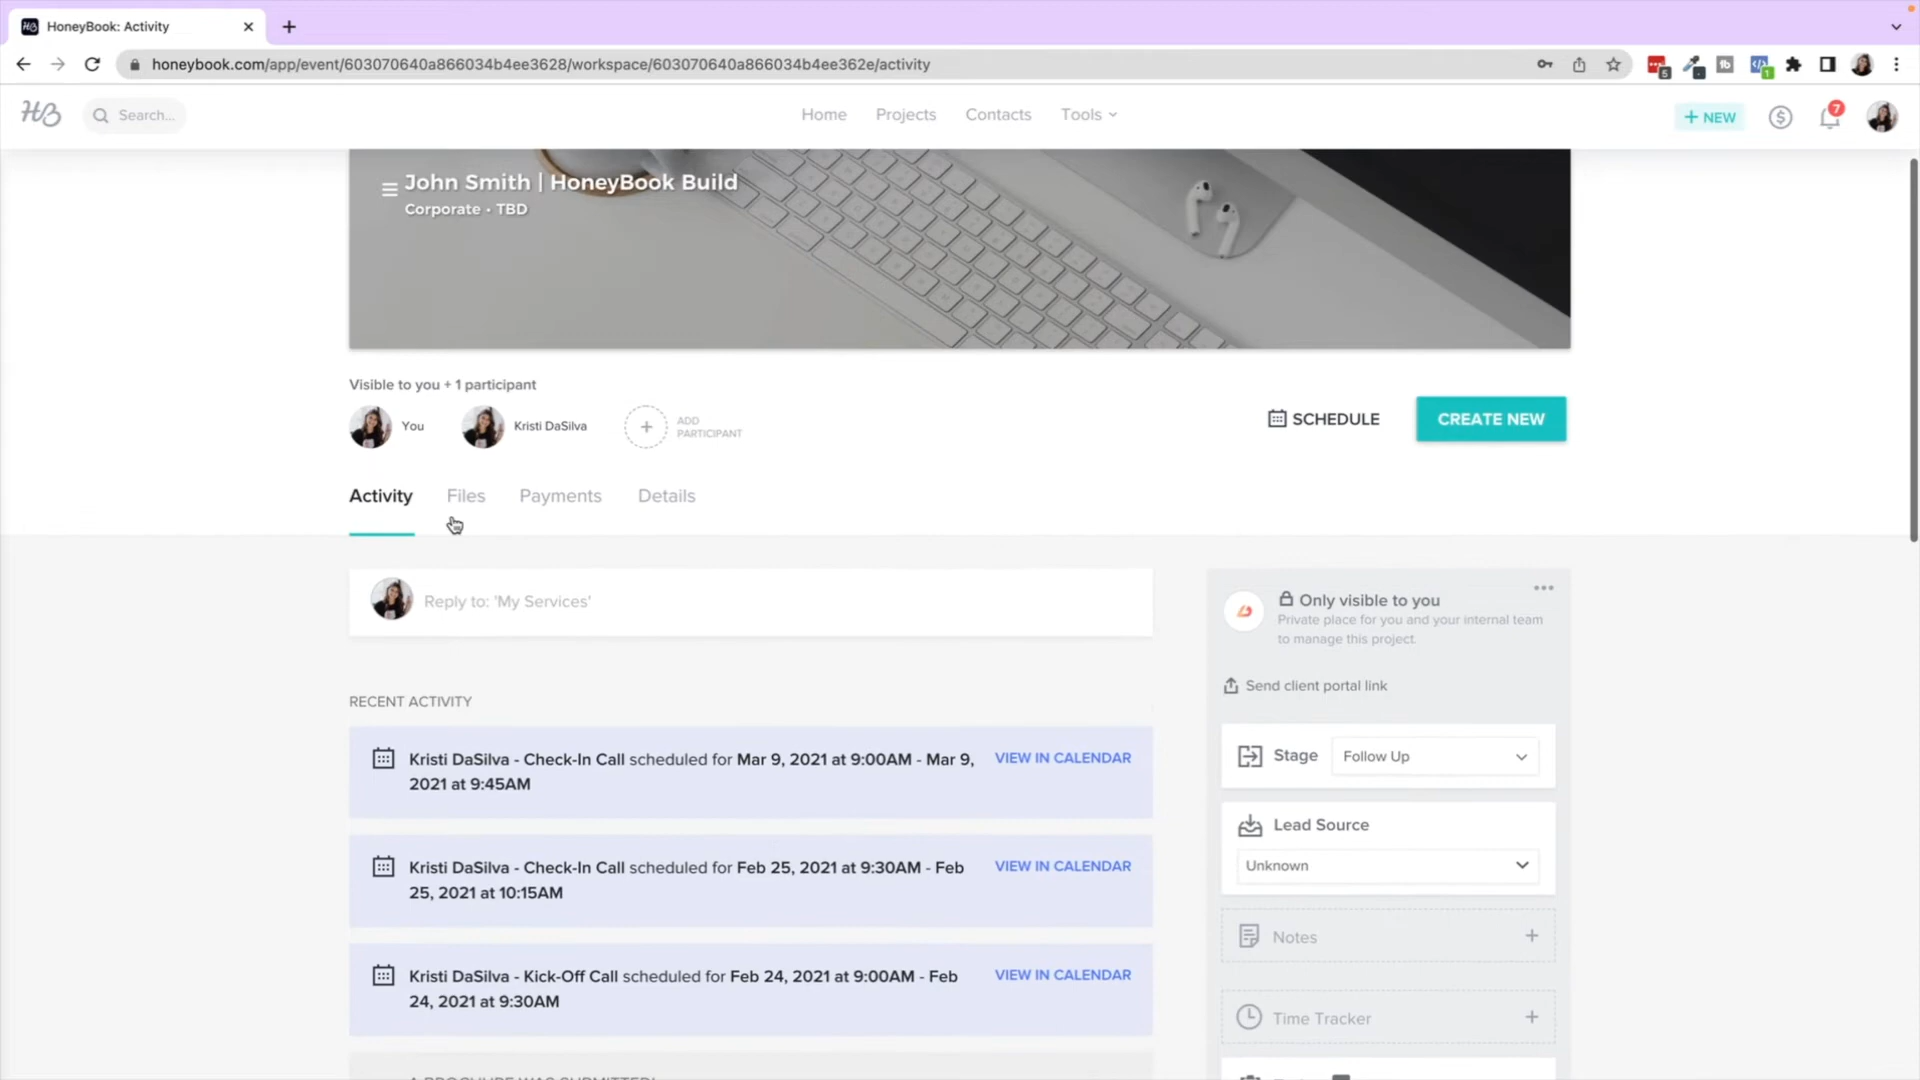 HoneyBook: Activity
honeybook.com/app/event/603070640a866034b4ee3628/workspace/603070640a866034b4ee362e/activity
5
1
HB
Search...
Home
Projects
Contacts
Tools
+ NEW
7
John Smith | HoneyBook Build
Corporate • TBD
Visible to you + 1 participant
You
Kristi DaSilva
+
ADD
PARTICIPANT
SCHEDULE
CREATE NEW
Activity
Files
Payments
Details
Reply to: 'My Services'
Only visible to you
Private place for you and your internal team
to manage this project.
Send client portal link
RECENT ACTIVITY
Kristi DaSilva - Check-In Call scheduled for Mar 9, 2021 at 9:00AM - Mar 9,
2021 at 9:45AM
VIEW IN CALENDAR
Stage
Follow Up
Lead Source
Unknown
Kristi DaSilva - Check-In Call scheduled for Feb 25, 2021 at 9:30AM - Feb
25, 2021 at 10:15AM
VIEW IN CALENDAR
Notes
+
Kristi DaSilva - Kick-Off Call scheduled for Feb 24, 2021 at 9:00AM - Feb
24, 2021 at 9:30AM
VIEW IN CALENDAR
Time Tracker
+
A BROCHURE WAS SUBMITTED!